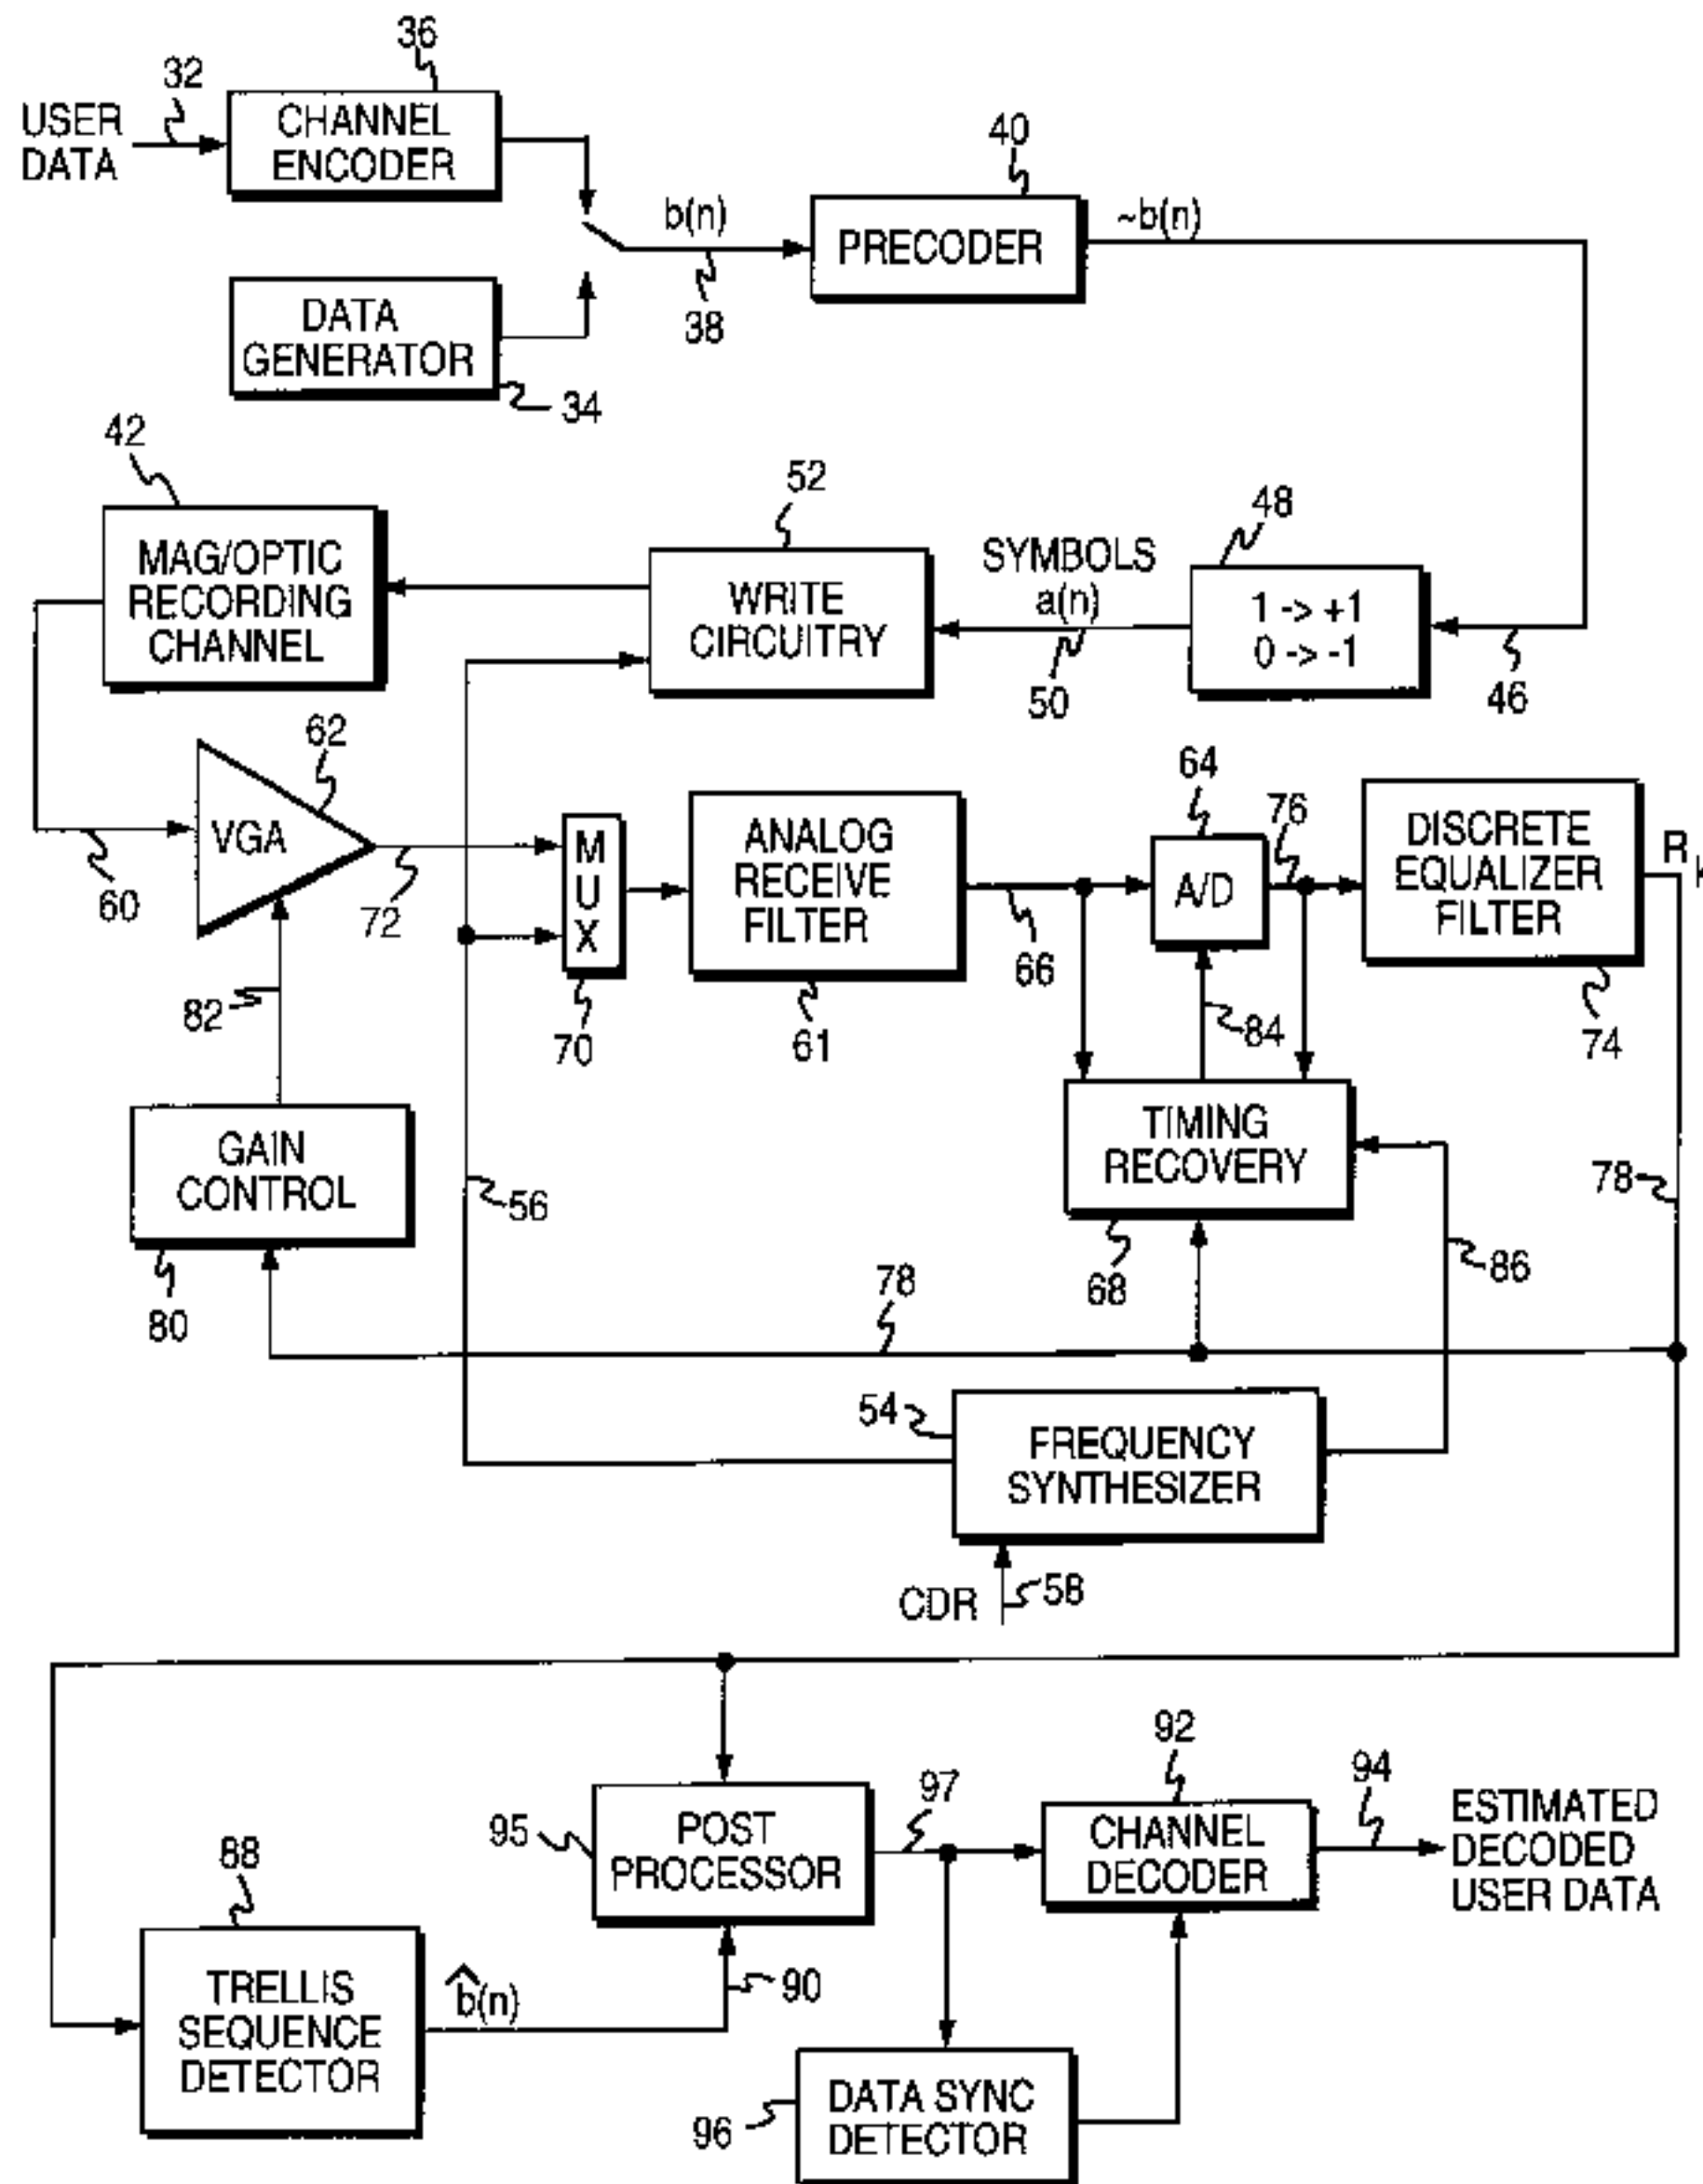 36
32
USER
DATA
CHANNEL
ENCODER
40
b(n)
PRECODER
~b(n)
38
DATA
GENERATOR
34
42
52
48
MAG/OPTIC
RECORDING
CHANNEL
WRITE
CIRCUITRY
SYMBOLS
a(n)
1 -> +1
0 -> -1
50
46
62
64
76
VGA
MUX
ANALOG
RECEIVE
FILTER
A/D
DISCRETE
EQUALIZER
FILTER
R
60
72
66
82
70
61
84
74
GAIN
CONTROL
TIMING
RECOVERY
56
78
80
78
68
86
54
FREQUENCY
SYNTHESIZER
CDR
58
92
97
94
95
POST
PROCESSOR
CHANNEL
DECODER
ESTIMATED
DECODED
USER DATA
88
TRELLIS
SEQUENCE
DETECTOR
b̂(n)
90
DATA SYNC
DETECTOR
96